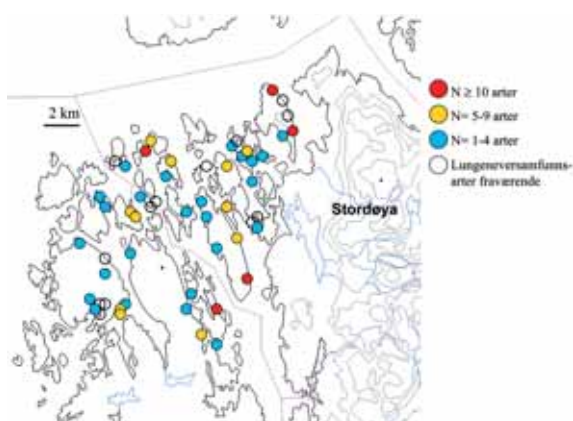 2 km
Stordøya
N ≥ 10 arter
N= 5-9 arter
N= 1-4 arter
Lungeneversamfunns-
arter fraværende